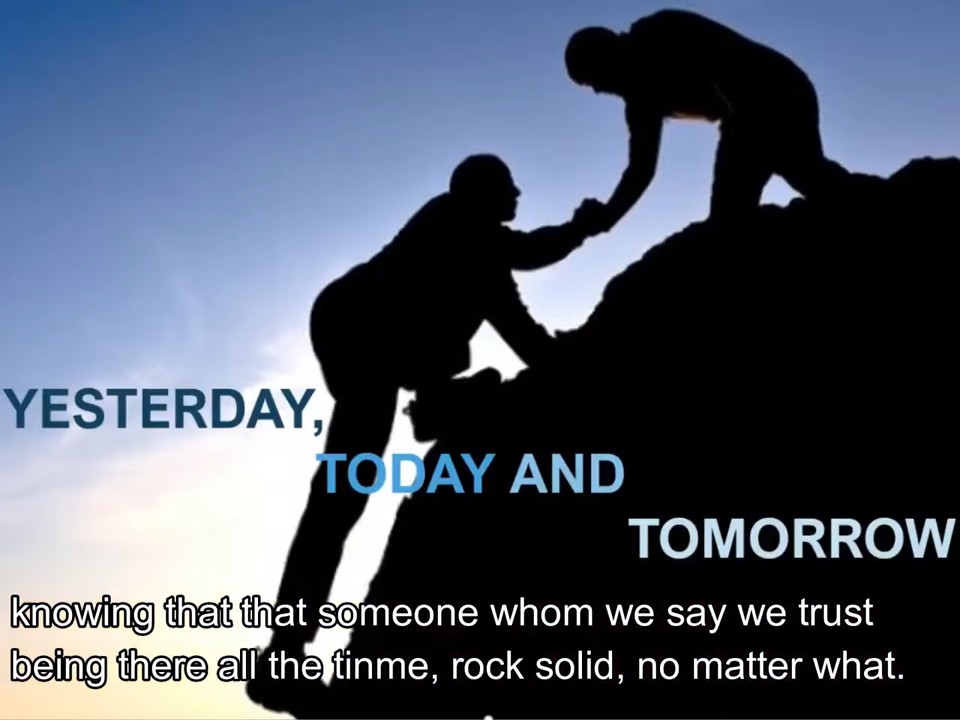 YESTERDAY,
TODAY AND
TOMORROW
knowing that that someone whom we say we trust
being there all the tinme, rock solid, no matter what.